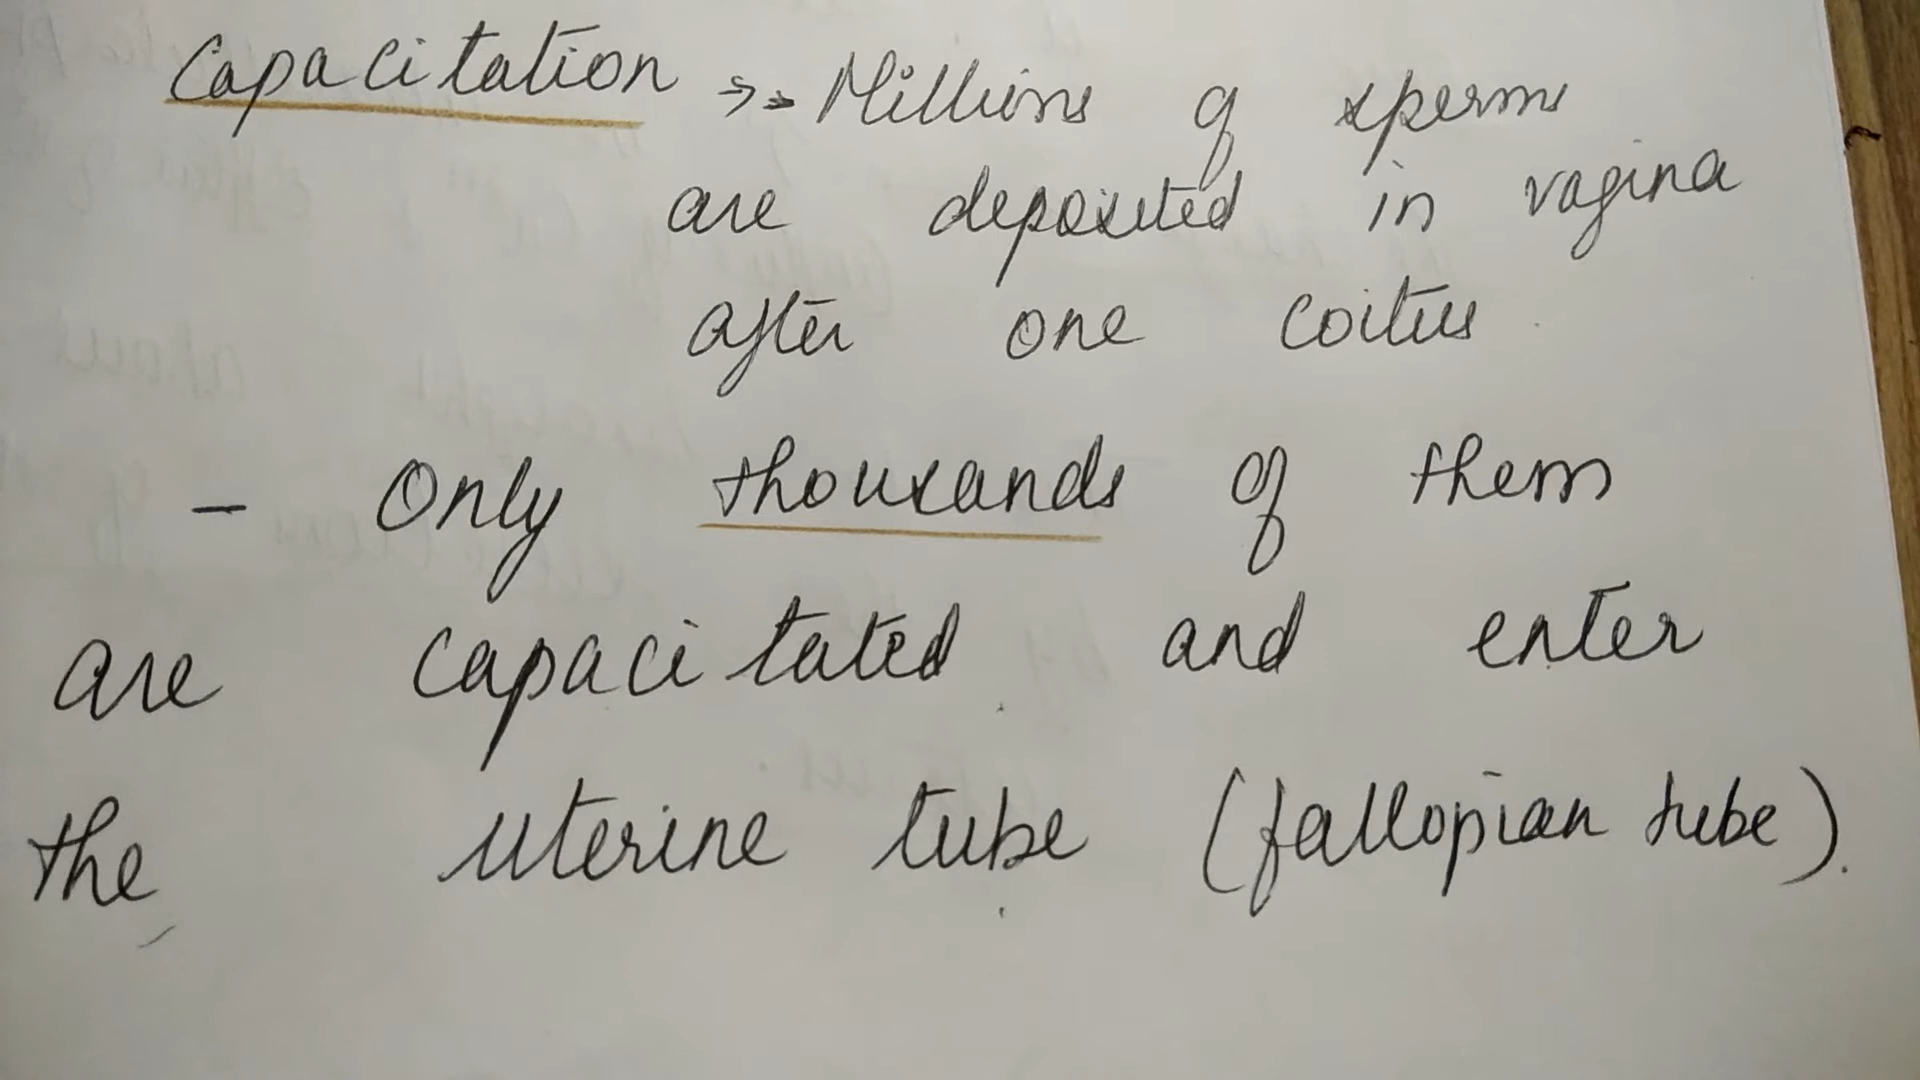 Capacitation →→ Millions of sperms
are deposited in vagina
after one coitus
– Only thousands of them
are capacitated and enter
the uterine tube (fallopian tube).